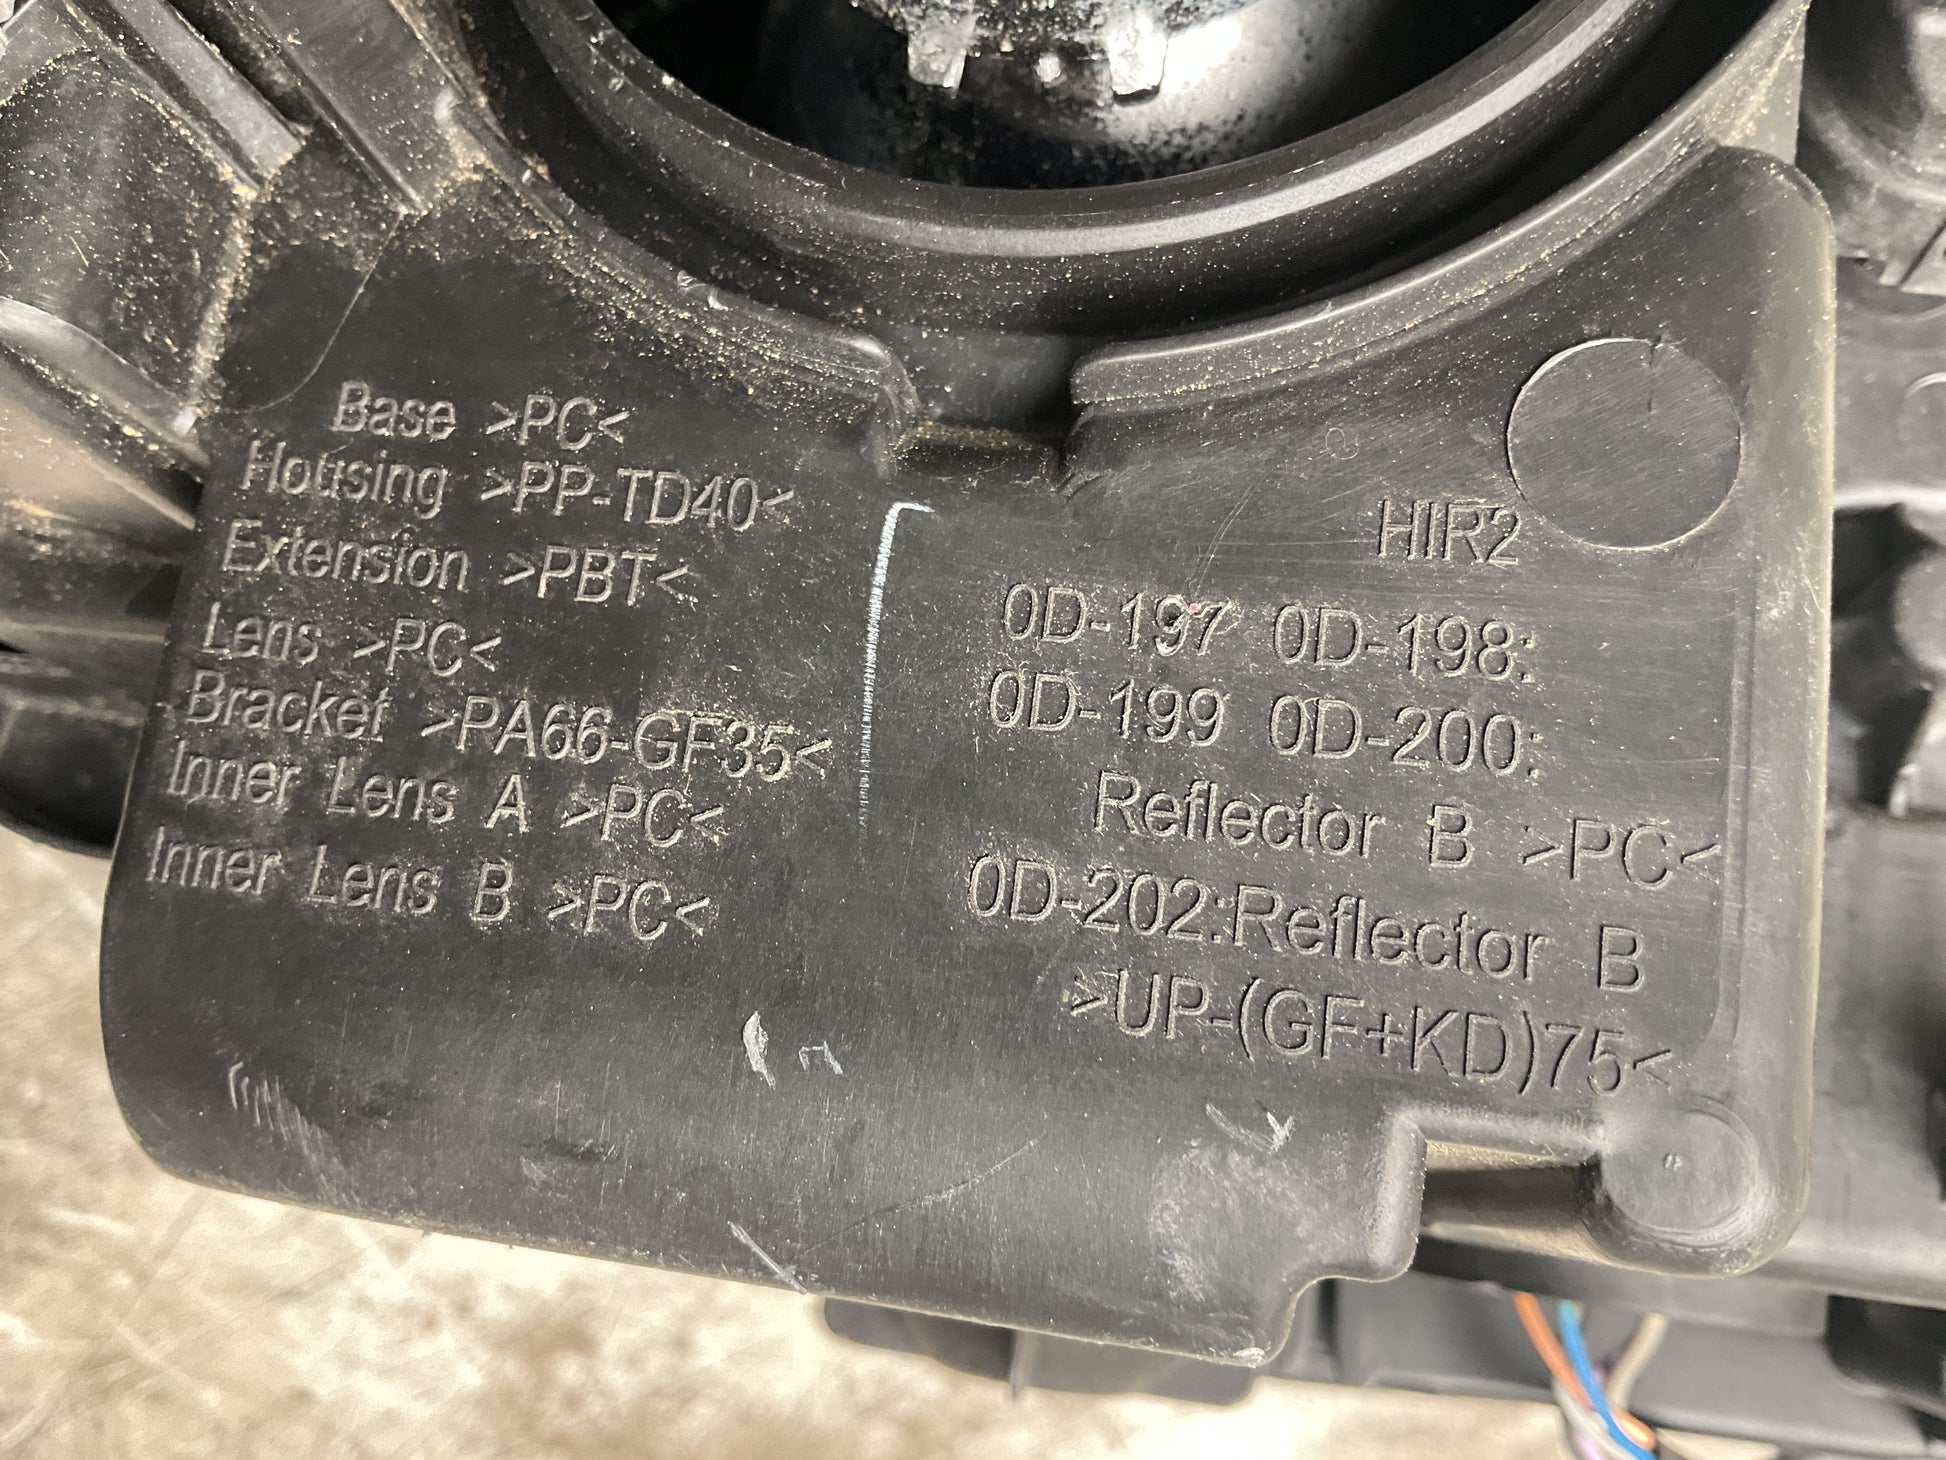 Base >PC<
Housing >PP-TD40<
Extension >PBT<
Lens >PC<
Bracket >PA66-GF35<
Inner Lens A >PC<
Inner Lens B >PC<
HIR2
0D-197 0D-198:
0D-199 0D-200:
Reflector B >PC<
0D-202:Reflector B
>UP-(GF+KD)75<